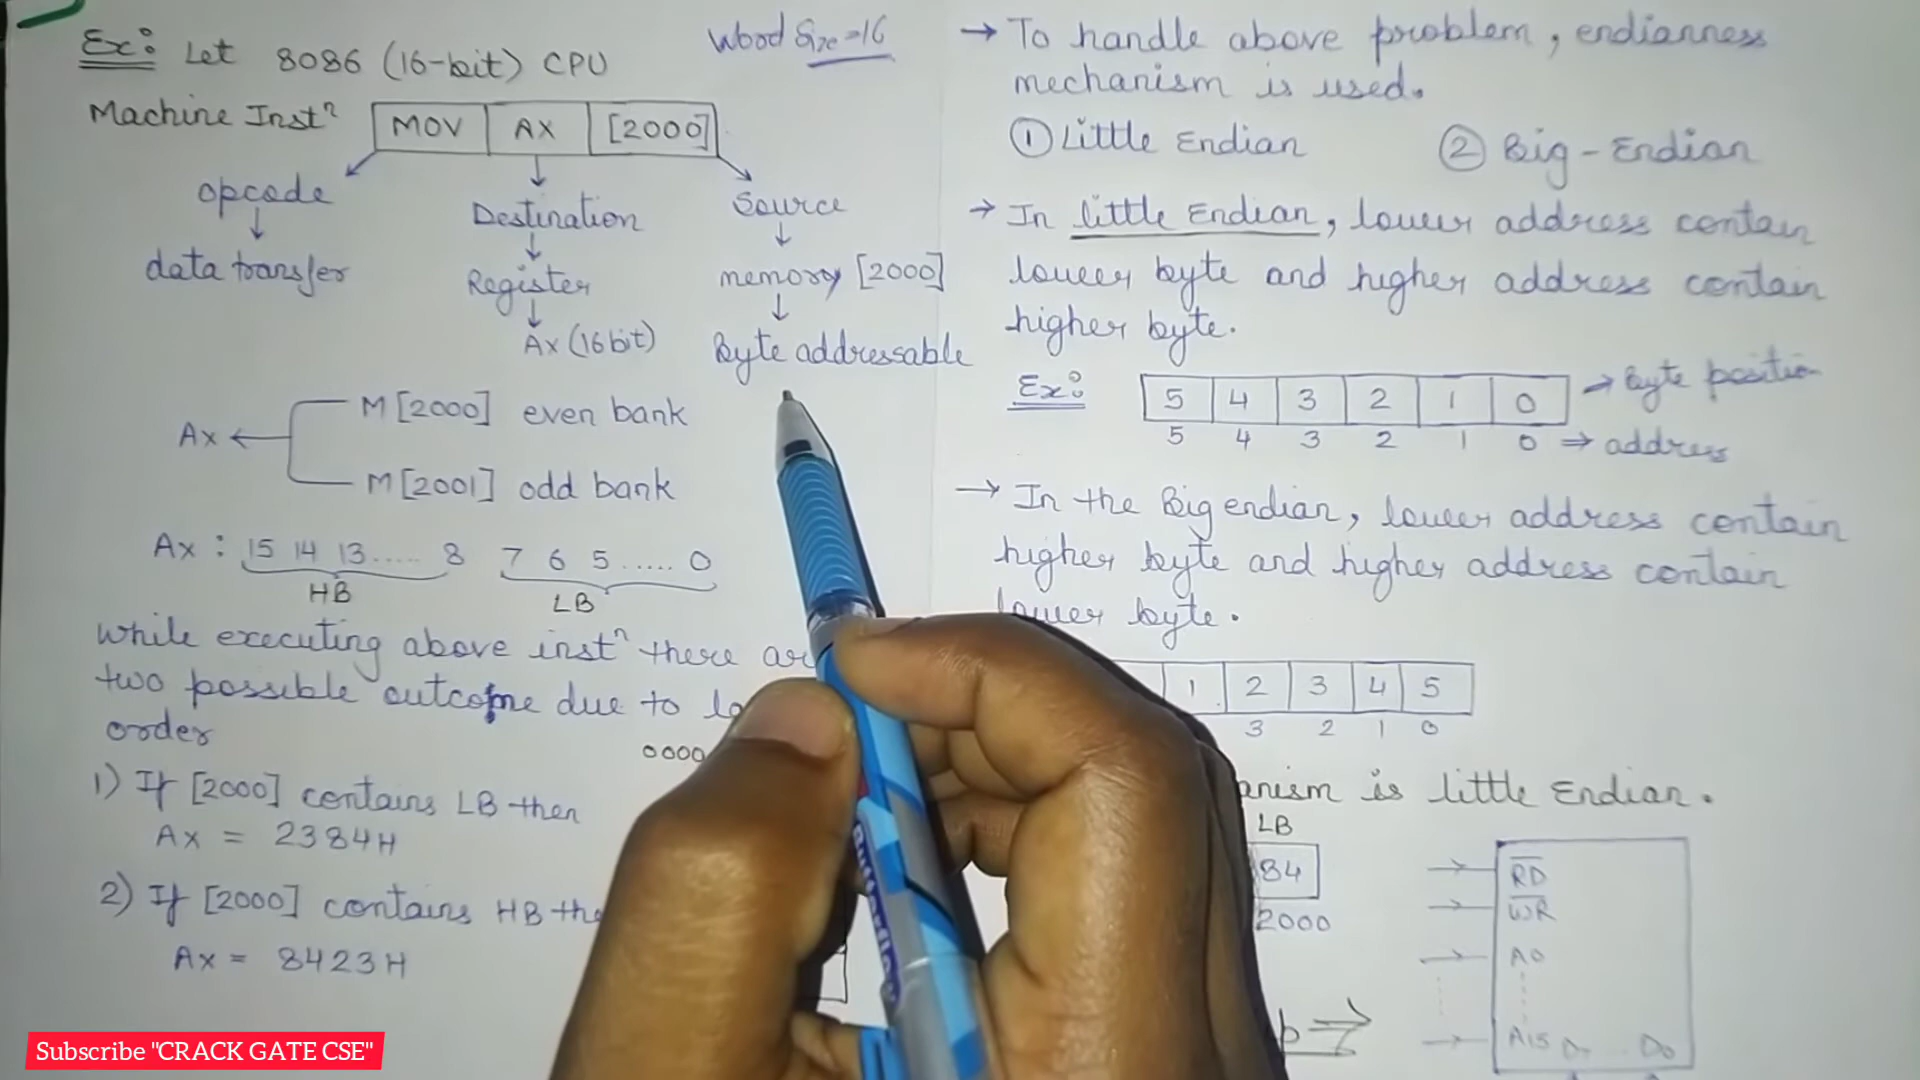 Ex: Let 8086 (16-bit) CPU
Word Size=16
Machine Instn MOV AX [2000]
opcode
Destination
Source
data transfer
Register
memory [2000]
AX (16bit)
Byte addressable
AX
M[2000] even bank
M[2001] odd bank
AX : 15 14 13..... 8 7 6 5 ..... 0
HB
LB
While executing above instn there
two possible outcome due to
order
0000
1) If [2000] contains LB then
AX = 2384H
2) If [2000] contains HB
AX = 8423H
→ To handle above problem, endianness
mechanism is used.
① Little Endian ② Big-Endian
→ In little Endian, lower address contain
lower byte and higher address contain
higher byte.
Ex: 5 4 3 2 1 0 → Byte position
5 4 3 2 1 0 ⇒ address
→ In the Big endian, lower address contain
higher byte and higher address contain
lower byte.
1 2 3 4 5
3 2 1 0
is little Endian.
LB
84
2000
RD
WR
A0
A15
D0
Subscribe "CRACK GATE CSE"